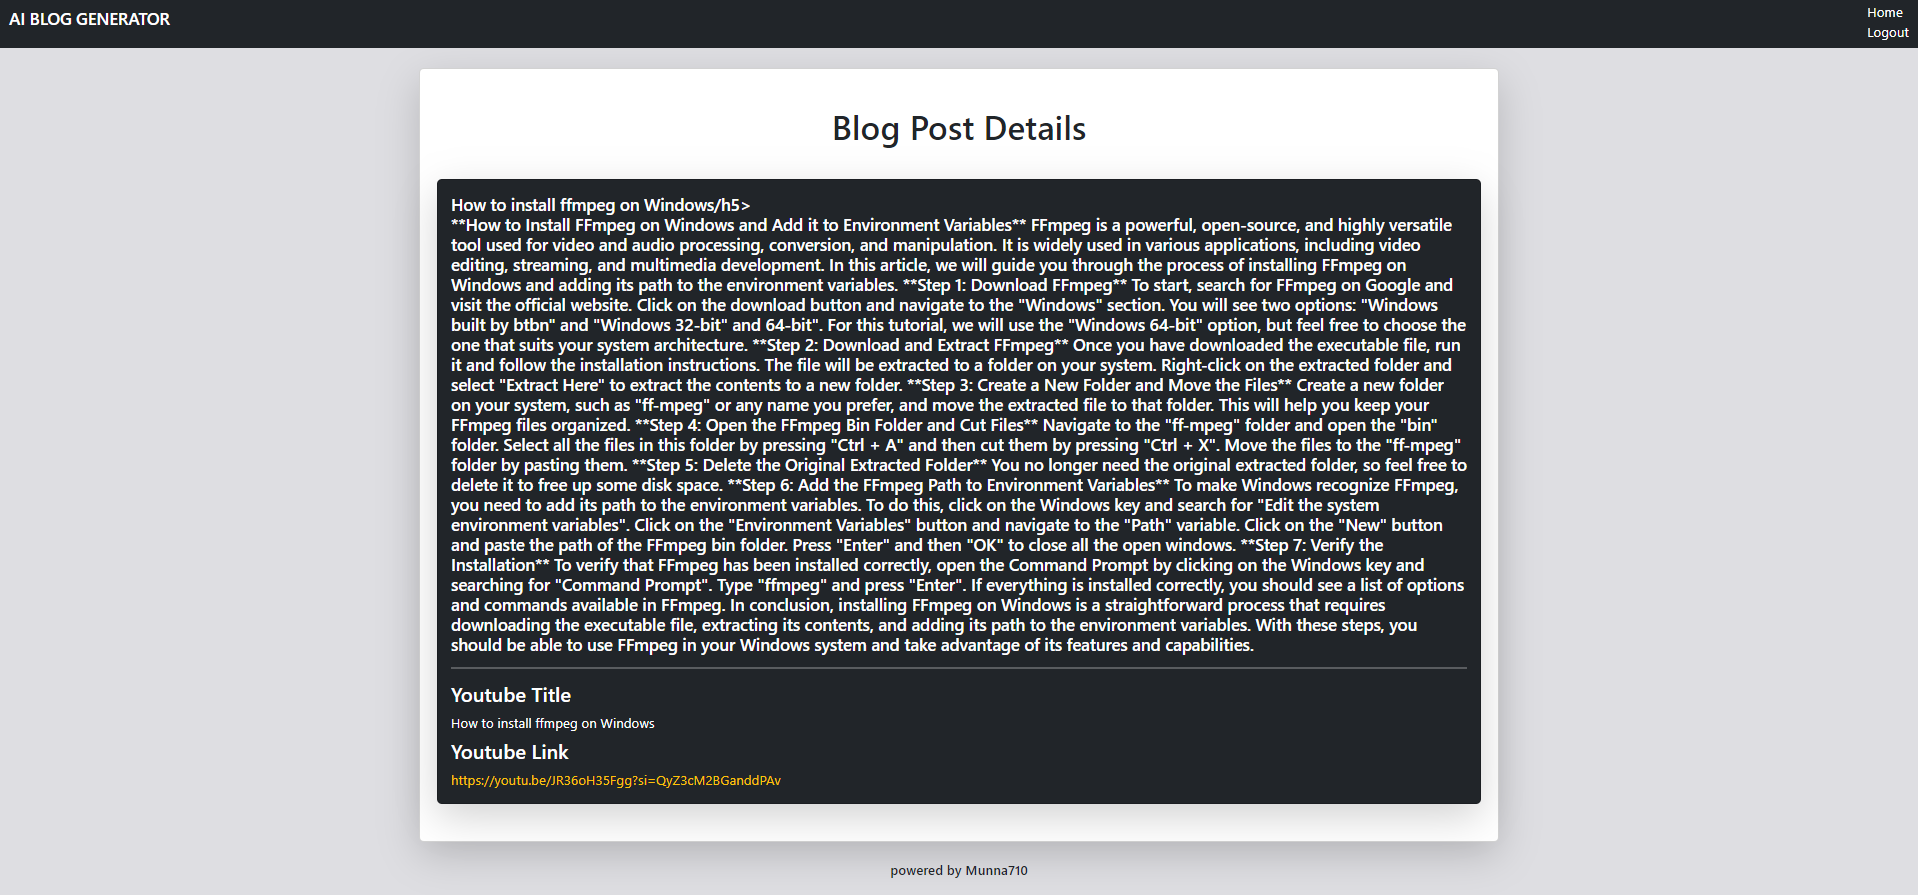 AI BLOG GENERATOR
Home
Logout
Blog Post Details
How to install ffmpeg on Windows/h5>
**How to Install FFmpeg on Windows and Add it to Environment Variables** FFmpeg is a powerful, open-source, and highly versatile
tool used for video and audio processing, conversion, and manipulation. It is widely used in various applications, including video
editing, streaming, and multimedia development. In this article, we will guide you through the process of installing FFmpeg on
Windows and adding its path to the environment variables. **Step 1: Download FFmpeg** To start, search for FFmpeg on Google and
visit the official website. Click on the download button and navigate to the "Windows" section. You will see two options: "Windows
built by btbn" and "Windows 32-bit" and 64-bit". For this tutorial, we will use the "Windows 64-bit" option, but feel free to choose the
one that suits your system architecture. **Step 2: Download and Extract FFmpeg** Once you have downloaded the executable file, run
it and follow the installation instructions. The file will be extracted to a folder on your system. Right-click on the extracted folder and
select "Extract Here" to extract the contents to a new folder. **Step 3: Create a New Folder and Move the Files** Create a new folder
on your system, such as "ff-mpeg" or any name you prefer, and move the extracted file to that folder. This will help you keep your
FFmpeg files organized. **Step 4: Open the FFmpeg Bin Folder and Cut Files** Navigate to the "ff-mpeg" folder and open the "bin"
folder. Select all the files in this folder by pressing "Ctrl + A" and then cut them by pressing "Ctrl + X". Move the files to the "ff-mpeg"
folder by pasting them. **Step 5: Delete the Original Extracted Folder** You no longer need the original extracted folder, so feel free to
delete it to free up some disk space. **Step 6: Add the FFmpeg Path to Environment Variables** To make Windows recognize FFmpeg,
you need to add its path to the environment variables. To do this, click on the Windows key and search for "Edit the system
environment variables". Click on the "Environment Variables" button and navigate to the "Path" variable. Click on the "New" button
and paste the path of the FFmpeg bin folder. Press "Enter" and then "OK" to close all the open windows. **Step 7: Verify the
Installation** To verify that FFmpeg has been installed correctly, open the Command Prompt by clicking on the Windows key and
searching for "Command Prompt". Type "ffmpeg" and press "Enter". If everything is installed correctly, you should see a list of options
and commands available in FFmpeg. In conclusion, installing FFmpeg on Windows is a straightforward process that requires
downloading the executable file, extracting its contents, and adding its path to the environment variables. With these steps, you
should be able to use FFmpeg in your Windows system and take advantage of its features and capabilities.
Youtube Title
How to install ffmpeg on Windows
Youtube Link
https://youtu.be/JR36oH35Fgg?si=QyZ3cM2BGanddPAv
powered by Munna710